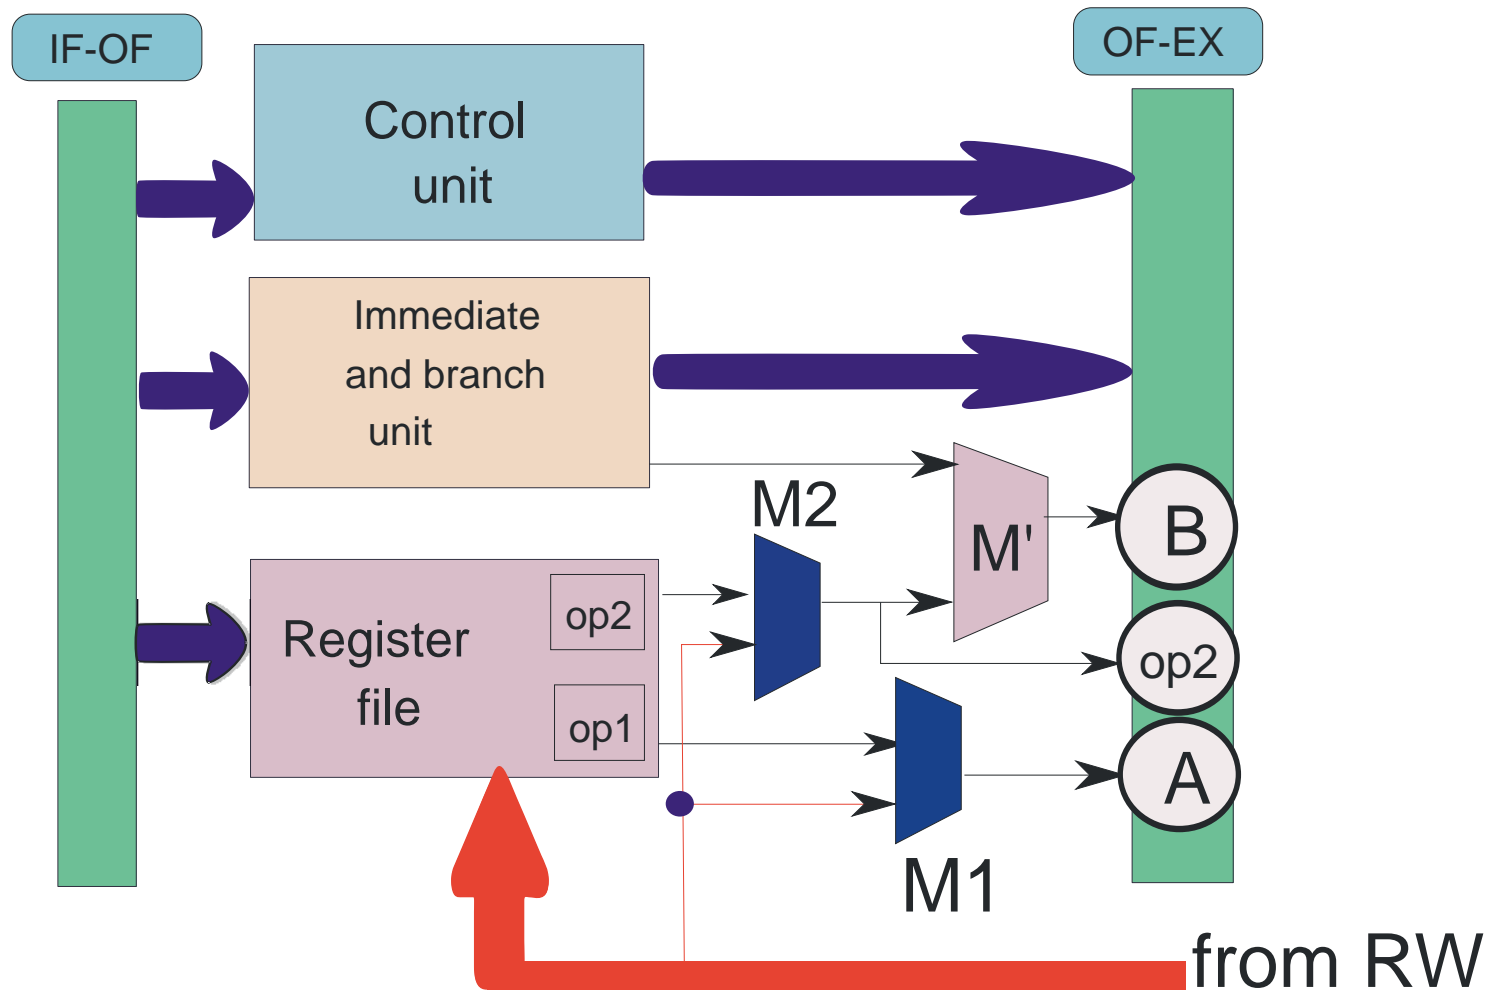 IF-OF
OF-EX
Control
unit
Immediate
and branch
unit
M2
M'
B
Register
file
op2
op1
op2
A
M1
from RW